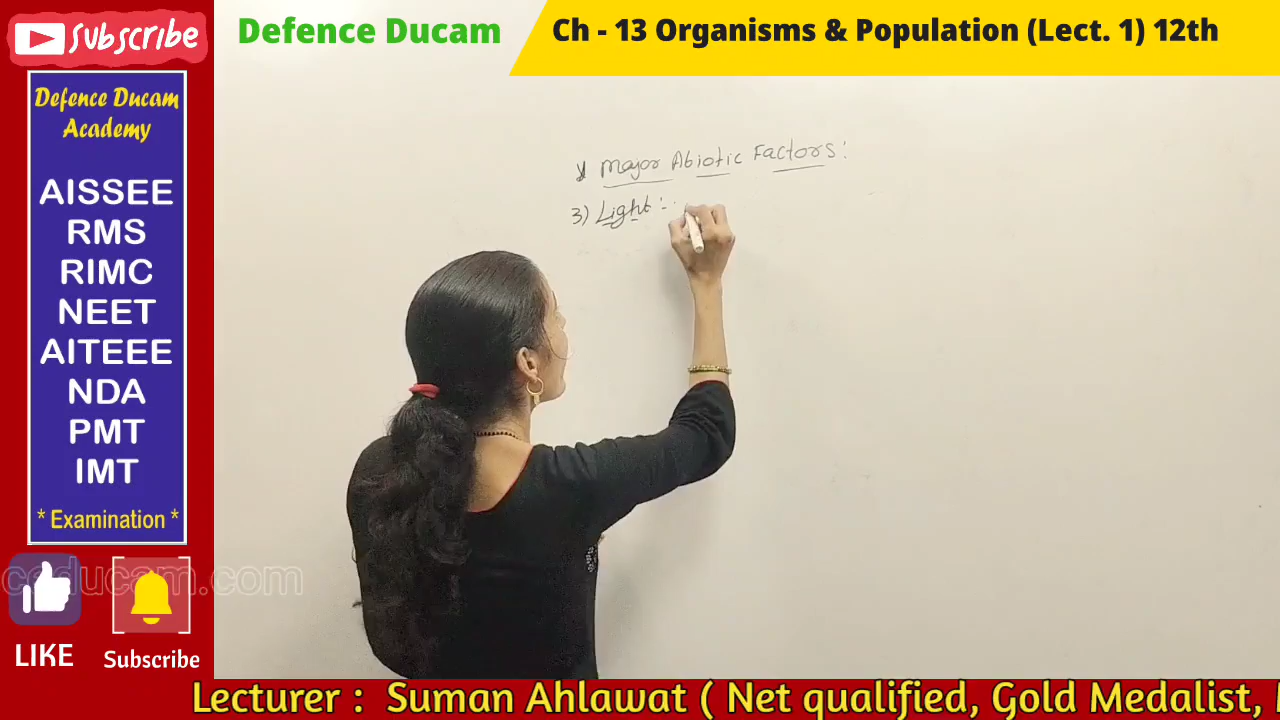 Subscribe
Defence Ducam
Ch - 13 Organisms & Population (Lect. 1) 12th
Defence Ducam
Academy
AISSEE
RMS
RIMC
NEET
AITEEE
NDA
PMT
IMT
* Examination *
LIKE
Subscribe
Major Abiotic Factors:
3) Light :-
Lecturer : Suman Ahlawat ( Net qualified, Gold Medalist,